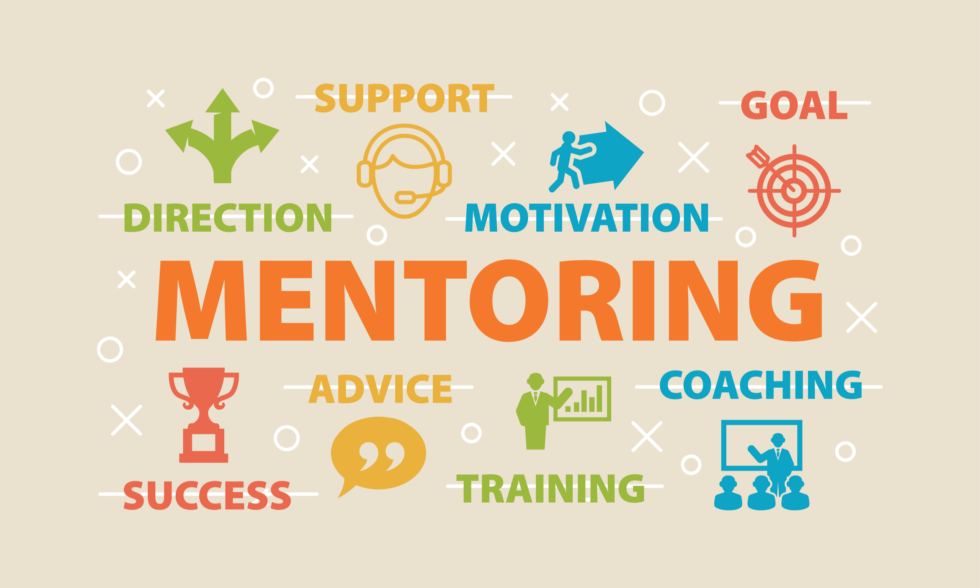 SUPPORT
GOAL
DIRECTION
MOTIVATION
MENTORING
ADVICE
COACHING
SUCCESS
TRAINING